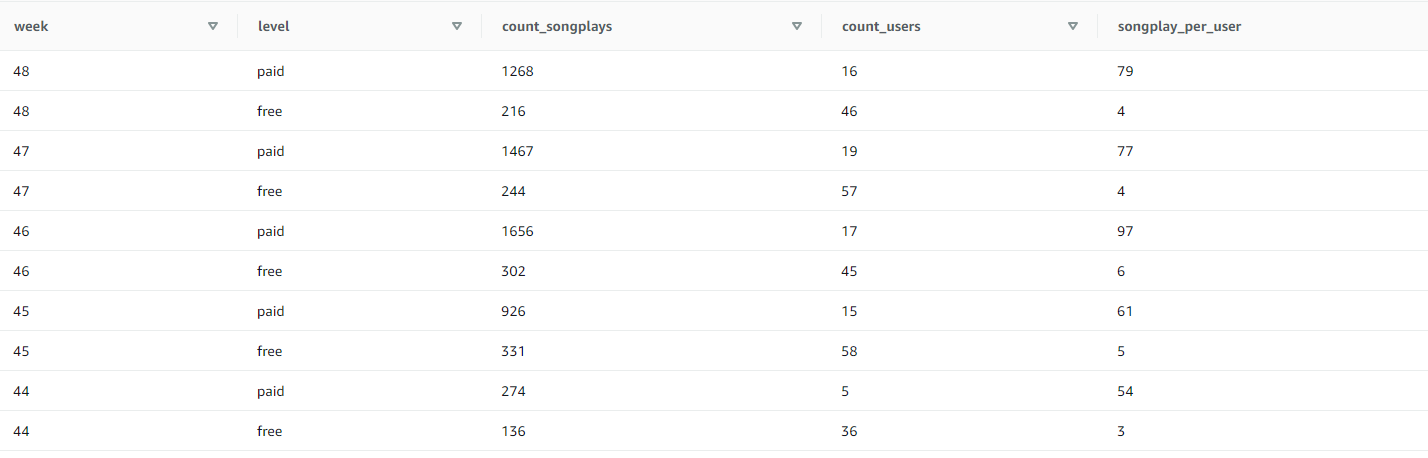 week level count_songplays count_users songplay_per_user
48 paid 1268 16 79
48 free 216 46 4
47 paid 1467 19 77
47 free 244 57 4
46 paid 1656 17 97
46 free 302 45 6
45 paid 926 15 61
45 free 331 58 5
44 paid 274 5 54
44 free 136 36 3